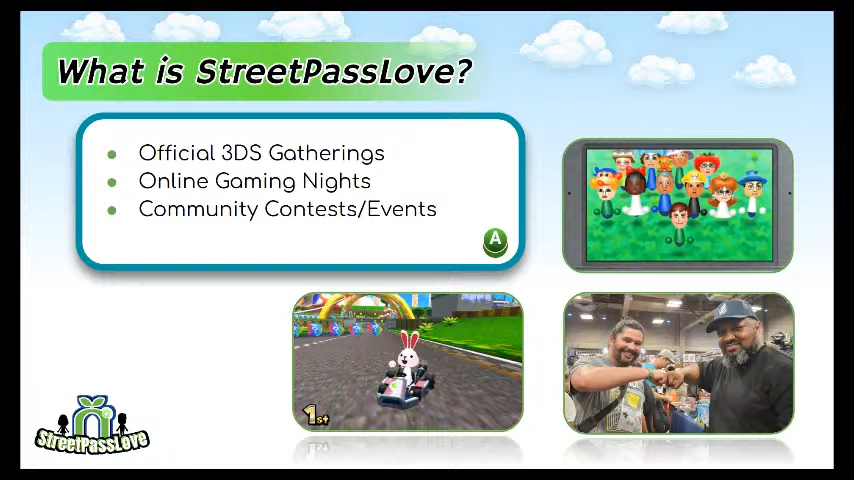 What is StreetPassLove?
Official 3DS Gatherings
Online Gaming Nights
Community Contests/Events
A
1st
StreetPassLove